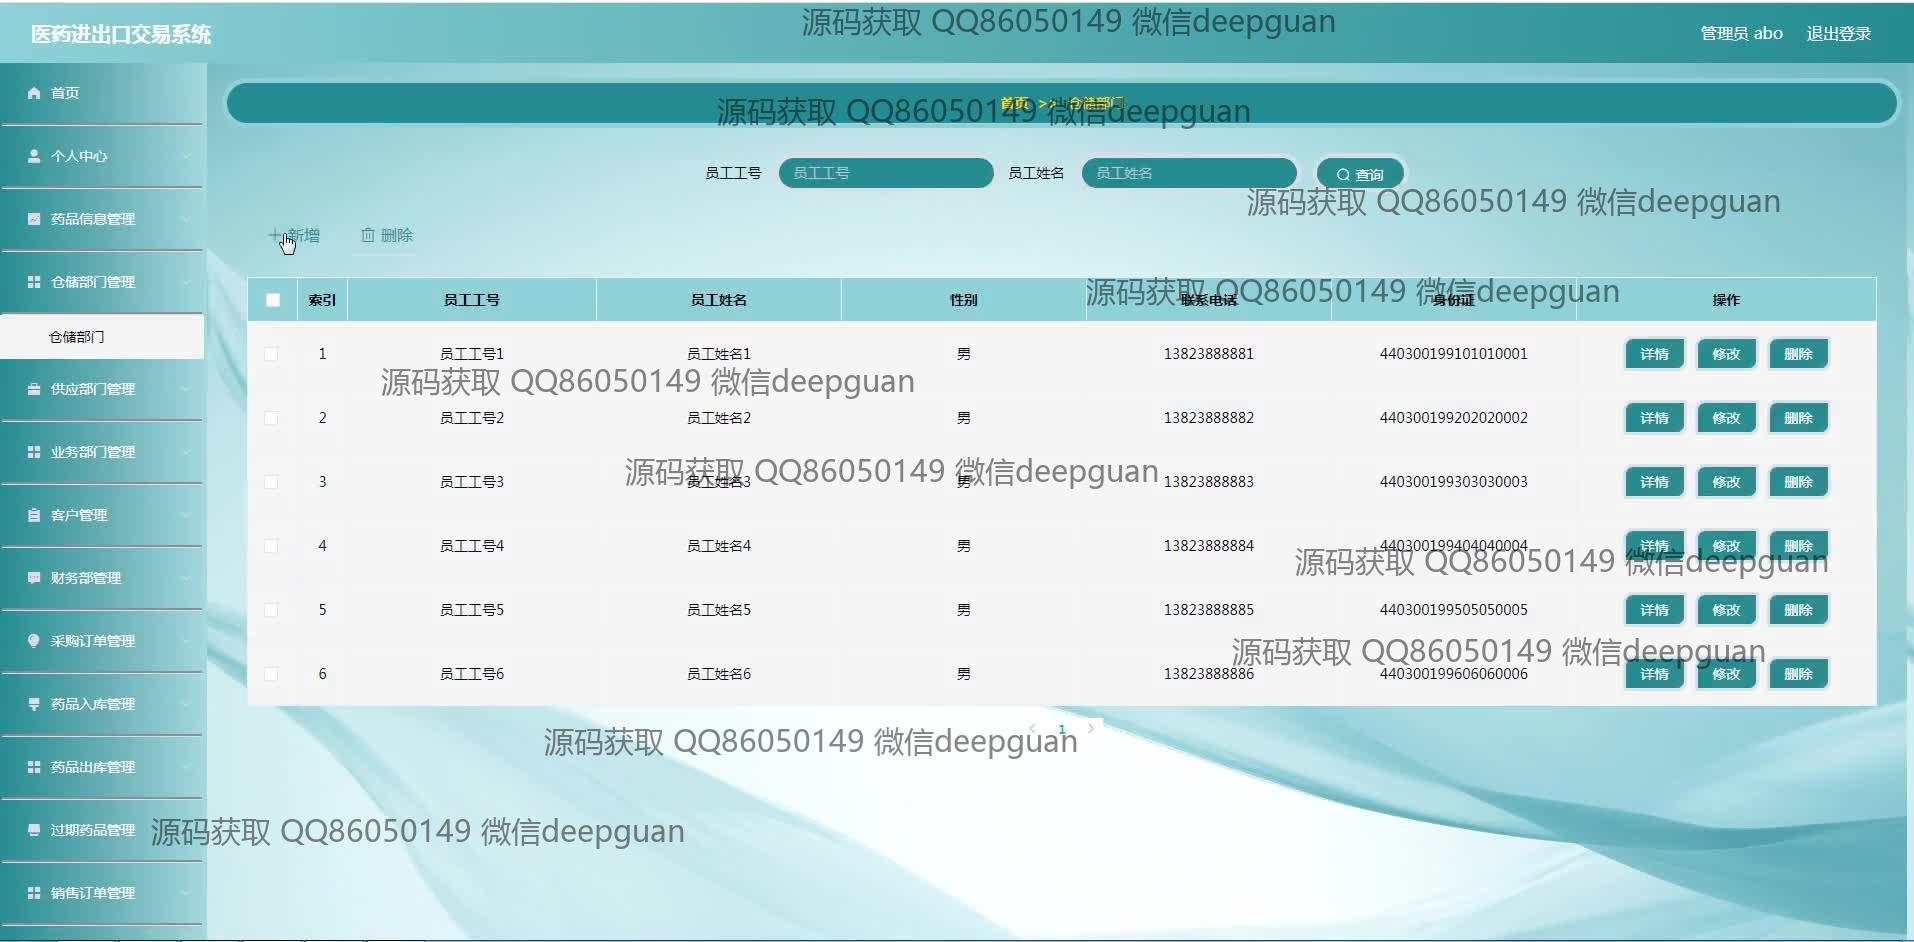 医药进出口交易系统
源码获取 QQ86050149 微信deepguan
管理员 abo 退出登录
首页
首页 >> 仓储部门
源码获取 QQ86050149 微信deepguan
个人中心
员工工号 员工工号 员工姓名 员工姓名 查询
源码获取 QQ86050149 微信deepguan
药品信息管理
新增 删除
仓储部门管理
源码获取 QQ86050149 微信deepguan
索引 员工工号 员工姓名 性别 联系电话 身份证 操作
仓储部门
1 员工工号1 员工姓名1 男 13823888881 440300199101010001 详情 修改 删除
源码获取 QQ86050149 微信deepguan
供应部门管理
2 员工工号2 员工姓名2 男 13823888882 440300199202020002 详情 修改 删除
业务部门管理
源码获取 QQ86050149 微信deepguan
3 员工工号3 员工姓名3 男 13823888883 440300199303030003 详情 修改 删除
客户管理
4 员工工号4 员工姓名4 男 13823888884 440300199404040004 详情 修改 删除
源码获取 QQ86050149 微信deepguan
财务部管理
5 员工工号5 员工姓名5 男 13823888885 440300199505050005 详情 修改 删除
采购订单管理
源码获取 QQ86050149 微信deepguan
6 员工工号6 员工姓名6 男 13823888886 440300199606060006 详情 修改 删除
药品入库管理
1
源码获取 QQ86050149 微信deepguan
药品出库管理
过期药品管理
源码获取 QQ86050149 微信deepguan
销售订单管理